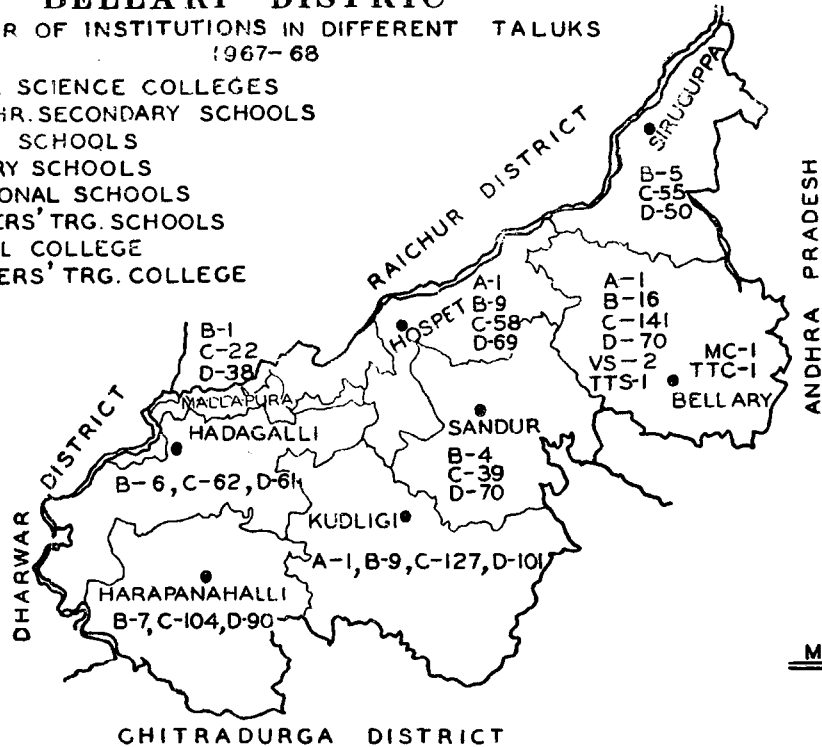 BELLARY DISTRIC
R OF INSTITUTIONS IN DIFFERENT TALUKS
1967-68
SCIENCE COLLEGES
HR. SECONDARY SCHOOLS
SCHOOLS
RY SCHOOLS
ONAL SCHOOLS
ERS' TRG. SCHOOLS
L COLLEGE
ERS' TRG. COLLEGE
RAICHUR DISTRICT
SIRUGUPPA
B-5
C-55
D-50
ANDHRA PRADESH
HOSPET
A-1
B-9
C-58
D-69
A-1
B-16
C-141
D-70
VS-2
TTS-1
MC-1
TTC-1
BELLARY
B-1
C-22
D-38
MALLAPURA
HADAGALLI
B-6, C-62, D-61
SANDUR
B-4
C-39
D-70
KUDLIGI
A-1, B-9, C-127, D-101
HARAPANAHALLI
B-7, C-104, D-90
DHARWAR DISTRICT
CHITRADURGA DISTRICT
M